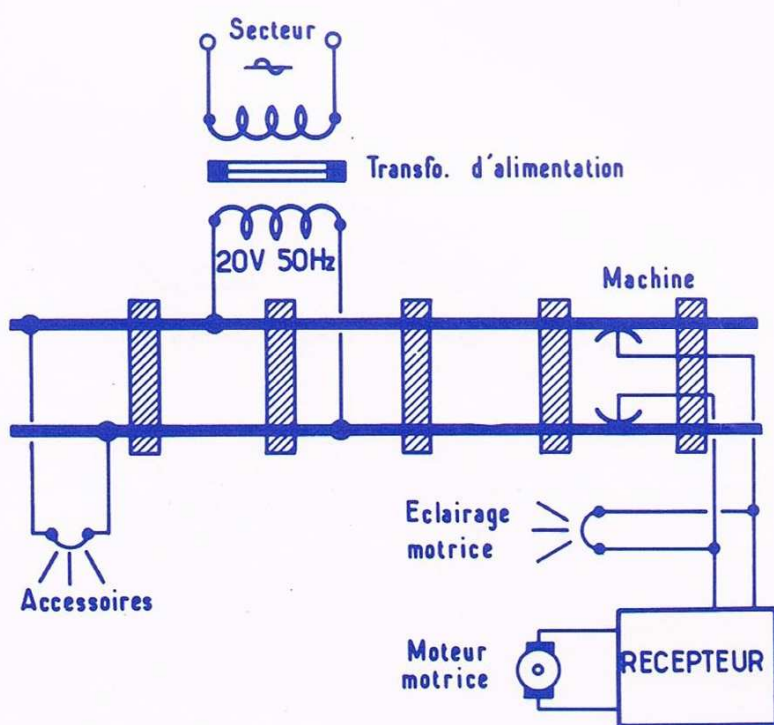 Secteur
Transfo. d'alimentation
20V 50Hz
Machine
Eclairage
motrice
Accessoires
Moteur
motrice
RECEPTEUR